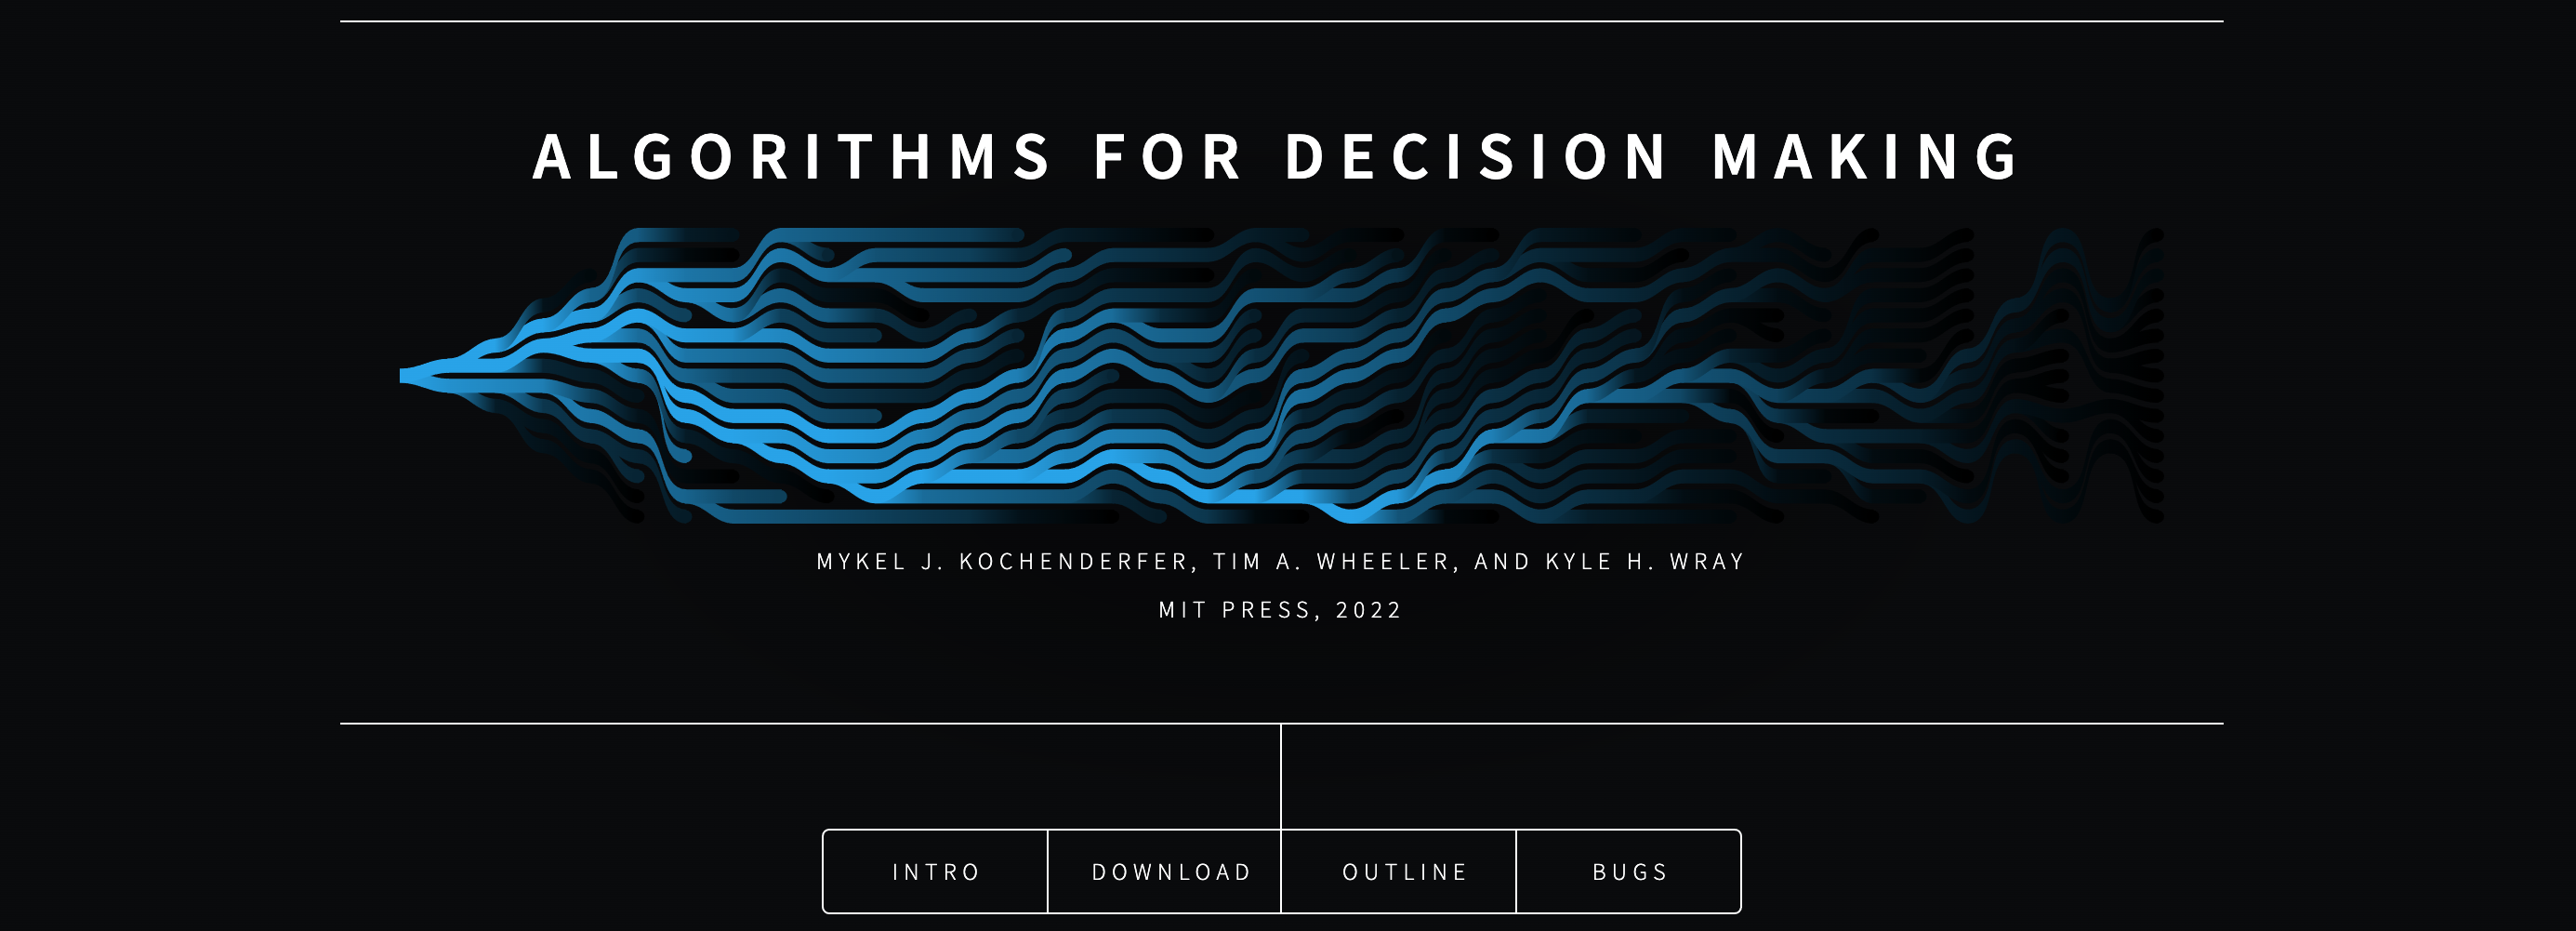 ALGORITHMS FOR DECISION MAKING
MYKEL J. KOCHENDERFER, TIM A. WHEELER, AND KYLE H. WRAY
MIT PRESS, 2022
INTRO
DOWNLOAD
OUTLINE
BUGS